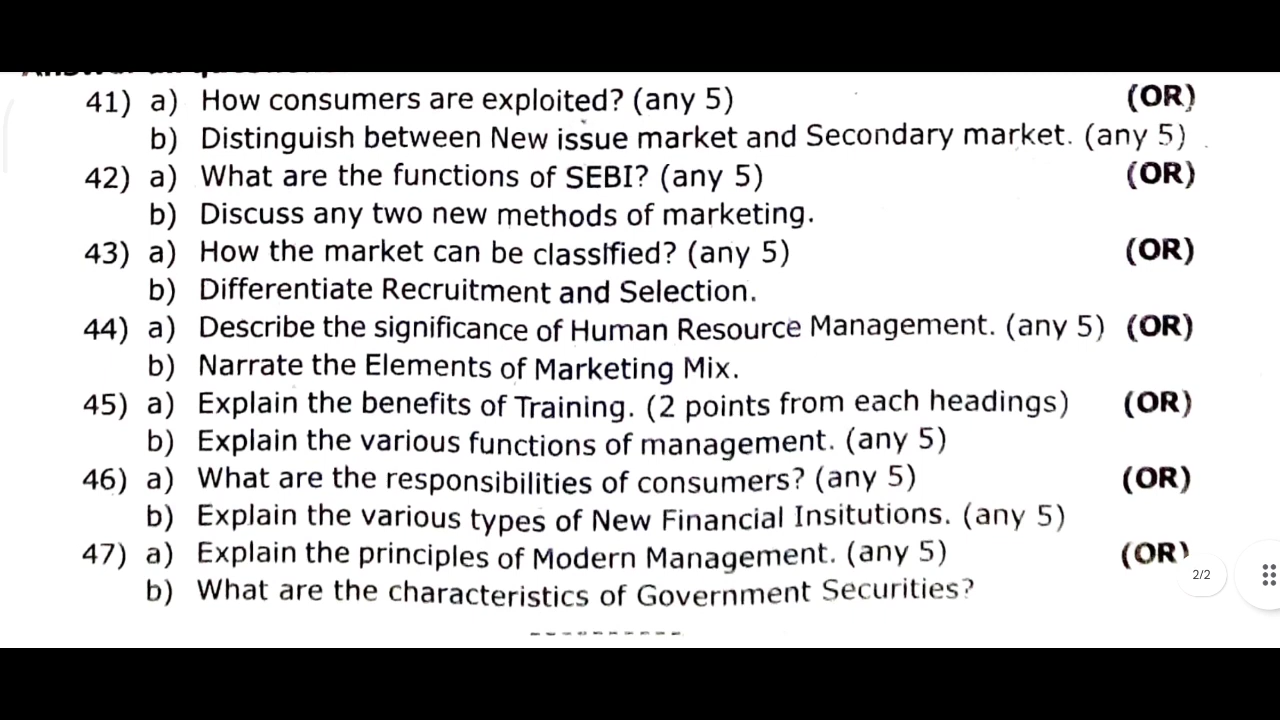 41) a) How consumers are exploited? (any 5) (OR)
b) Distinguish between New issue market and Secondary market. (any 5)
42) a) What are the functions of SEBI? (any 5) (OR)
b) Discuss any two new methods of marketing.
43) a) How the market can be classified? (any 5) (OR)
b) Differentiate Recruitment and Selection.
44) a) Describe the significance of Human Resource Management. (any 5) (OR)
b) Narrate the Elements of Marketing Mix.
45) a) Explain the benefits of Training. (2 points from each headings) (OR)
b) Explain the various functions of management. (any 5)
46) a) What are the responsibilities of consumers? (any 5) (OR)
b) Explain the various types of New Financial Insitutions. (any 5)
47) a) Explain the principles of Modern Management. (any 5) (OR)
b) What are the characteristics of Government Securities?
2/2